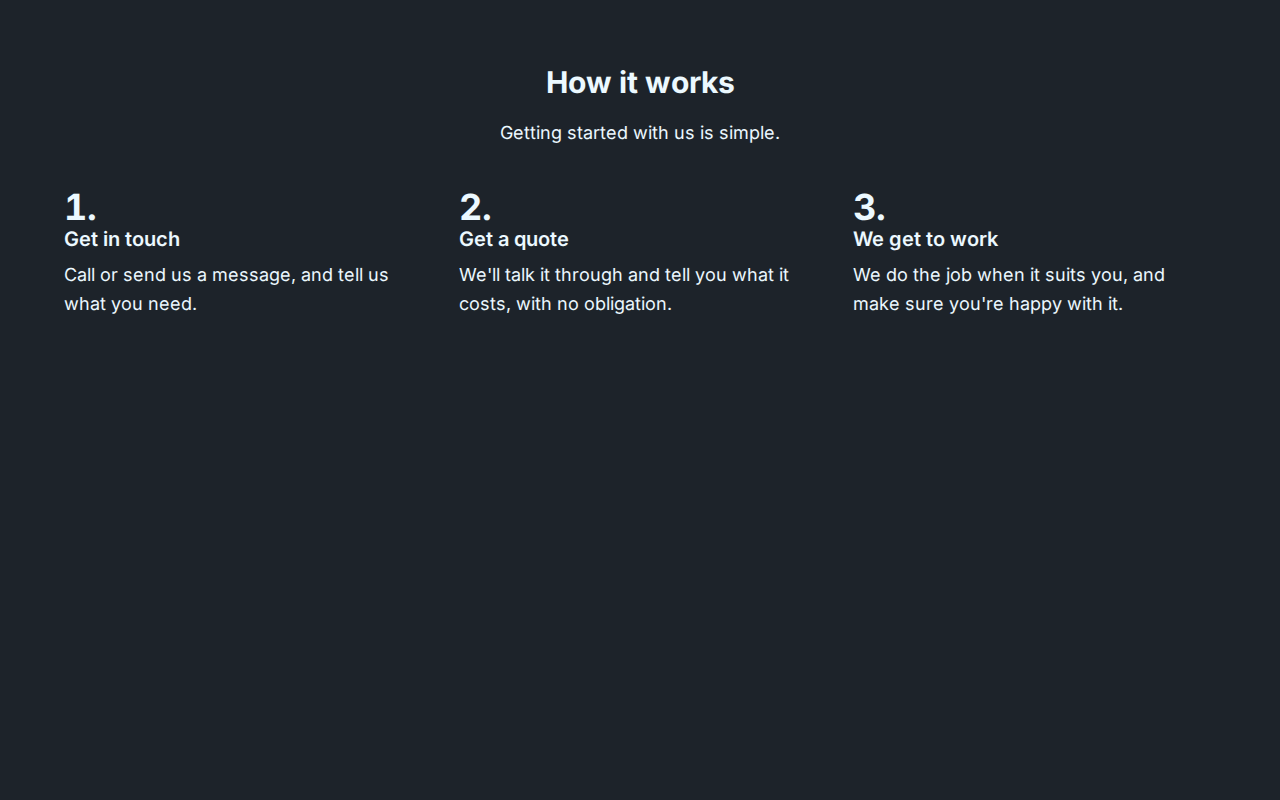 How it works
Getting started with us is simple.
1.
Get in touch
Call or send us a message, and tell us
what you need.
2.
Get a quote
We'll talk it through and tell you what it
costs, with no obligation.
3.
We get to work
We do the job when it suits you, and
make sure you're happy with it.